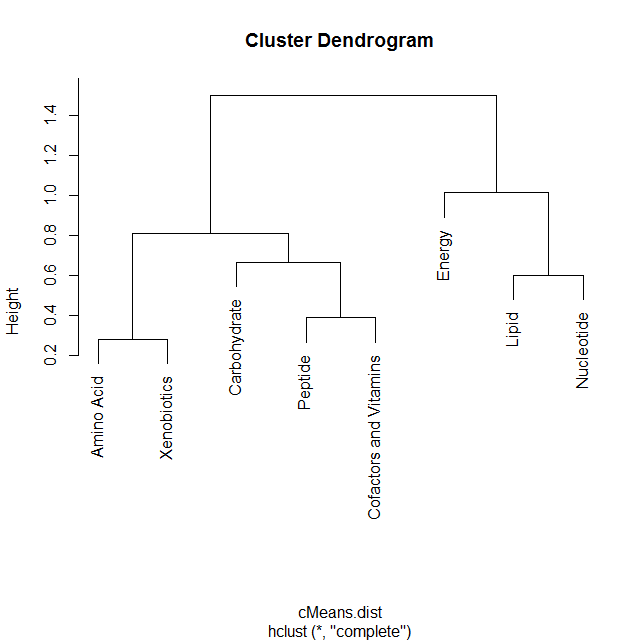 Cluster Dendrogram
Height
1.4
1.2
1.0
0.8
0.6
0.4
0.2
Amino Acid
Xenobiotics
Carbohydrate
Peptide
Cofactors and Vitamins
Energy
Lipid
Nucleotide
cMeans.dist
hclust (*, "complete")